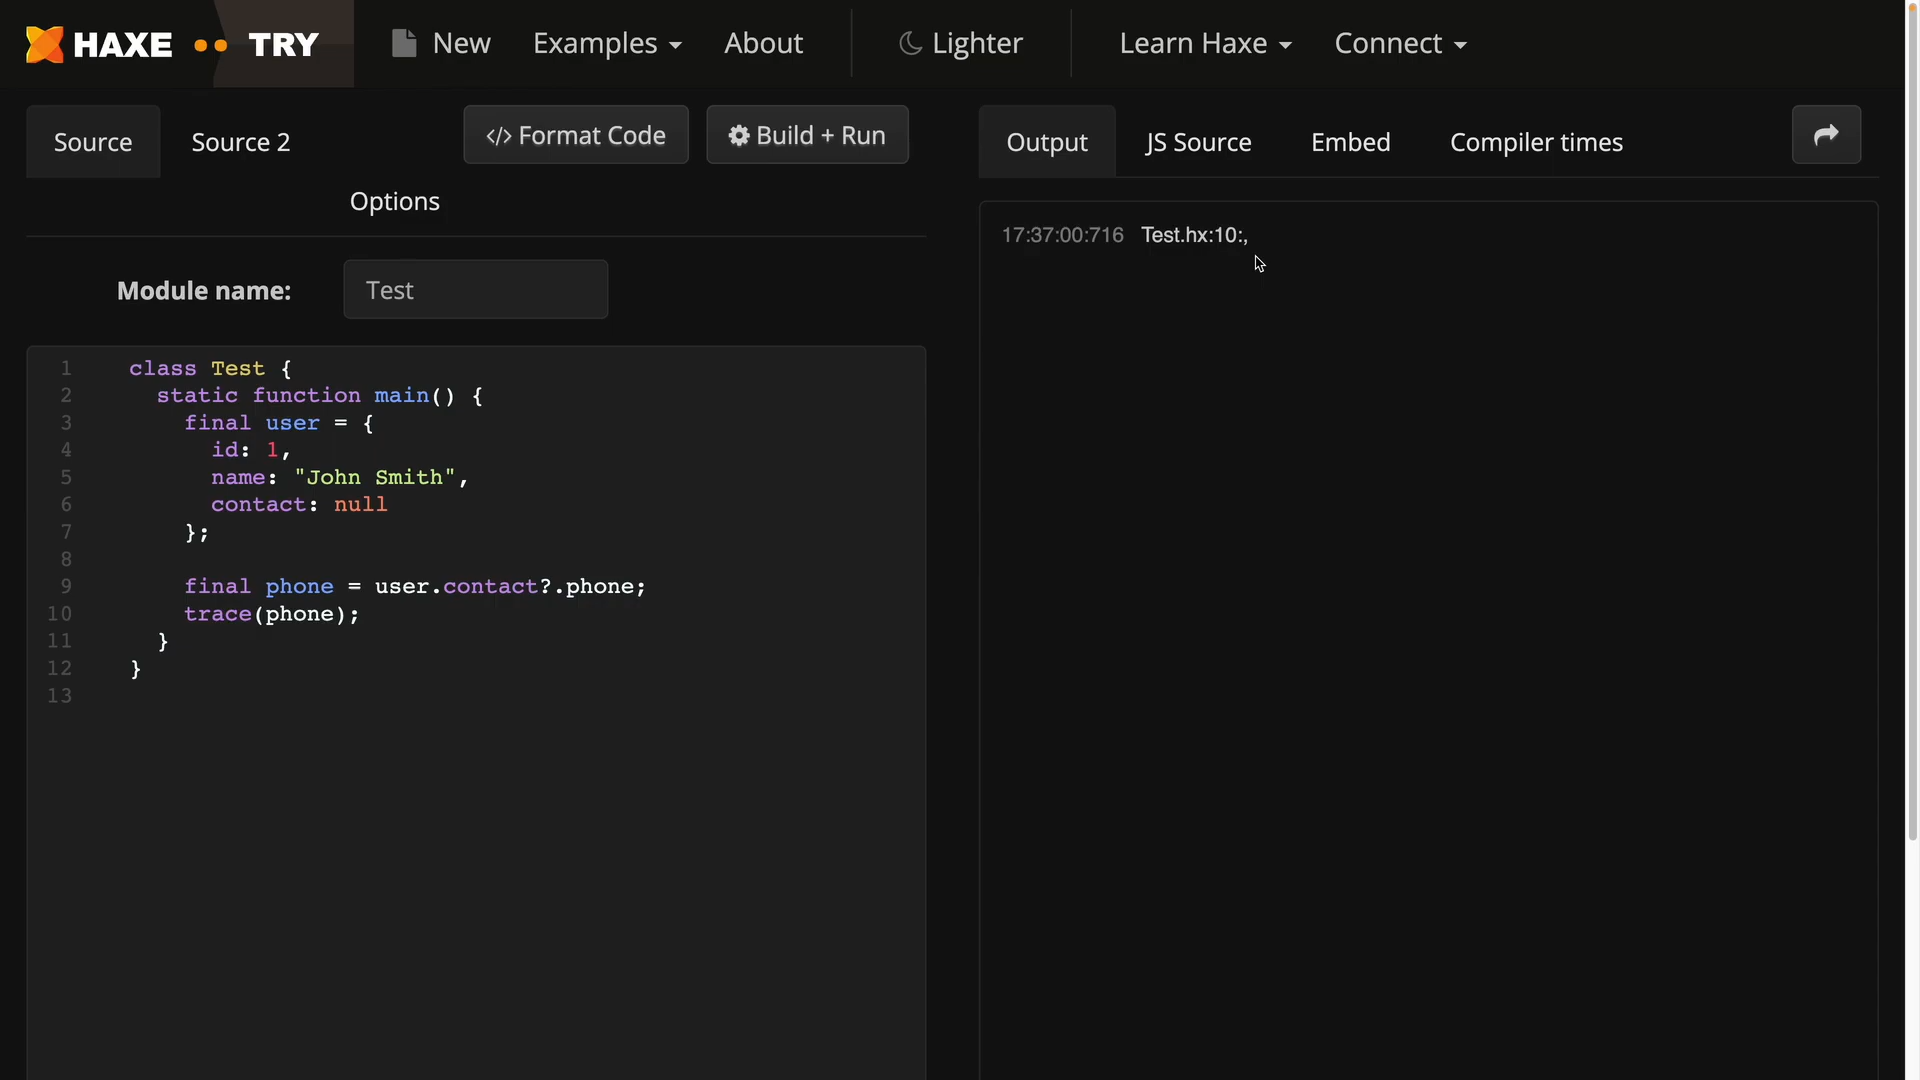 HAXE TRY New Examples About Lighter Learn Haxe Connect
Source Source 2 </> Format Code Build + Run
Options
Module name: Test
1 class Test {
2 static function main() {
3 final user = {
4 id: 1,
5 name: "John Smith",
6 contact: null
7 };
8
9 final phone = user.contact?.phone;
10 trace(phone);
11 }
12 }
13
Output JS Source Embed Compiler times
17:37:00:716 Test.hx:10:,